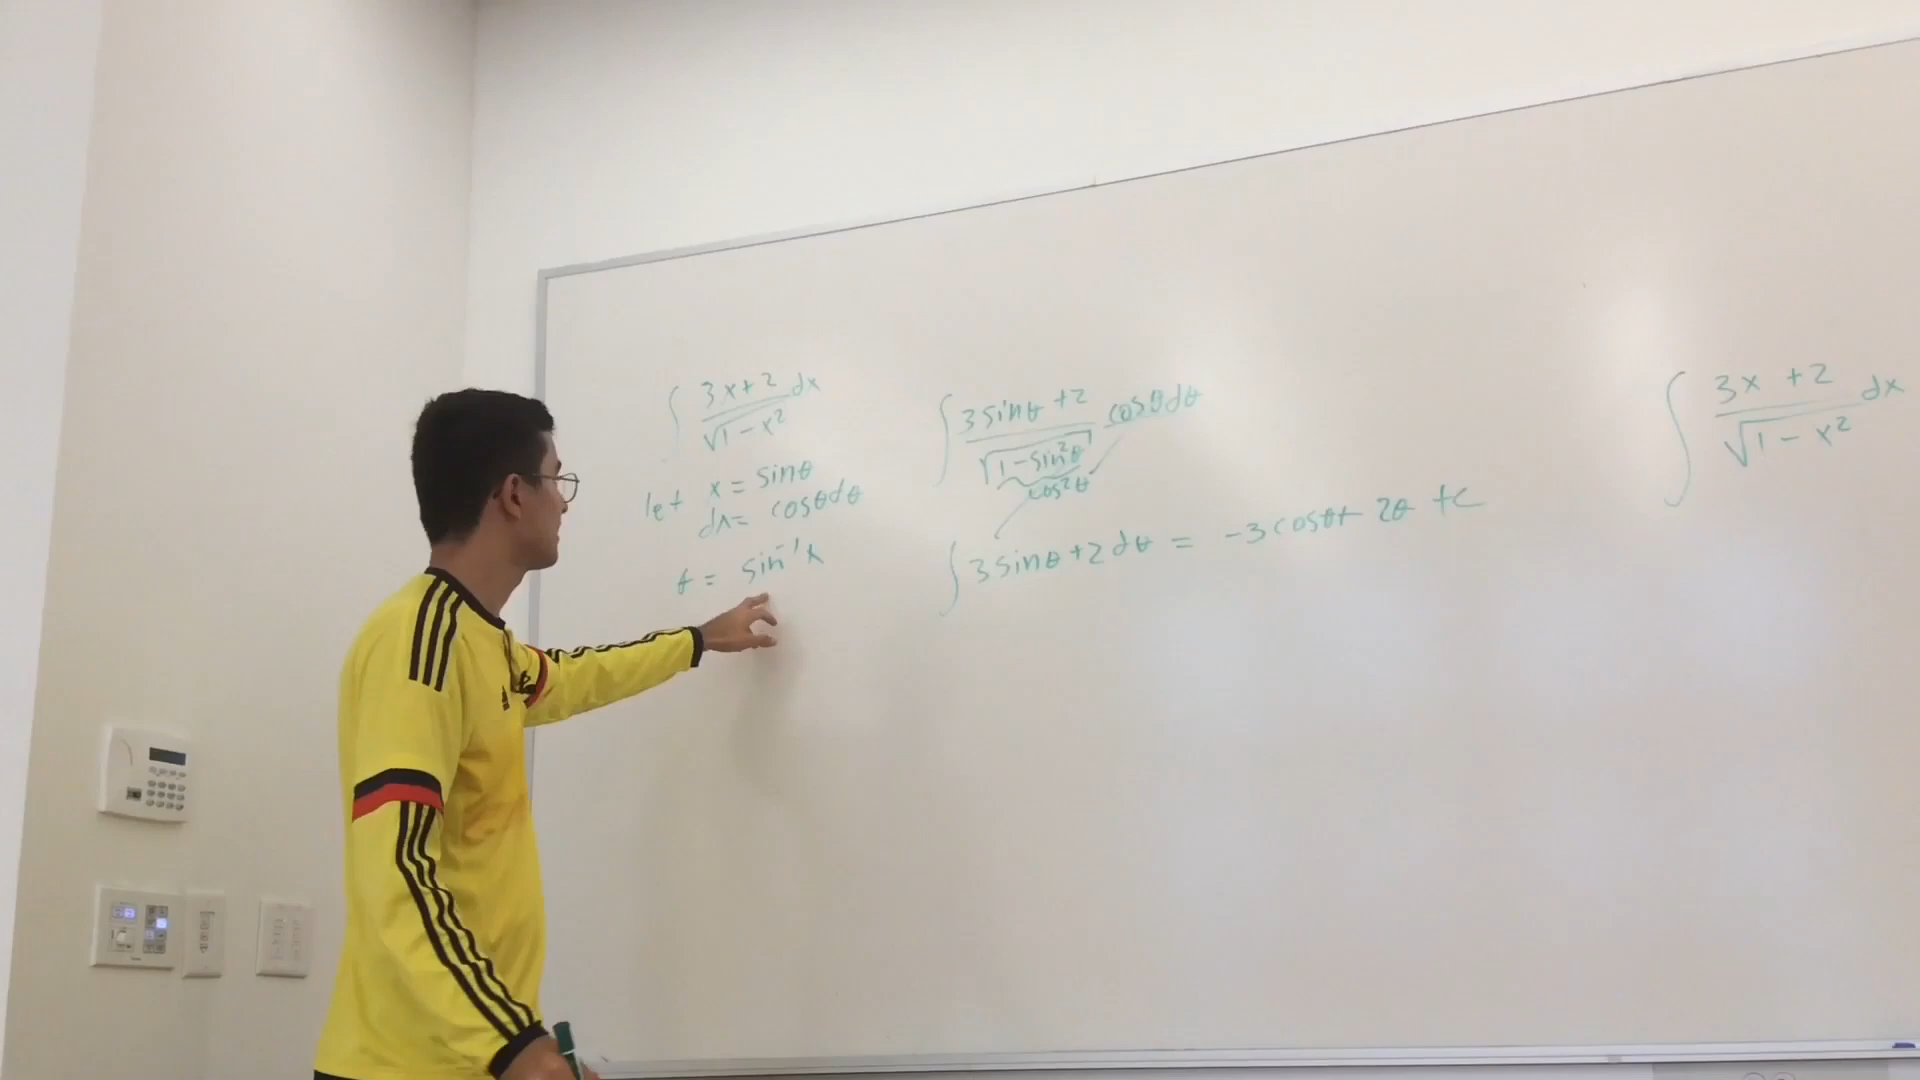 ∫ 3x+2 / √1-x² dx
let x = sinθ
dx = cosθdθ
θ = sin⁻¹x
∫ 3sinθ+2 / √1-sin²θ cosθdθ
cos²θ
∫ 3sinθ+2 dθ = -3cosθ+ 2θ +C
∫ 3x+2 / √1-x² dx